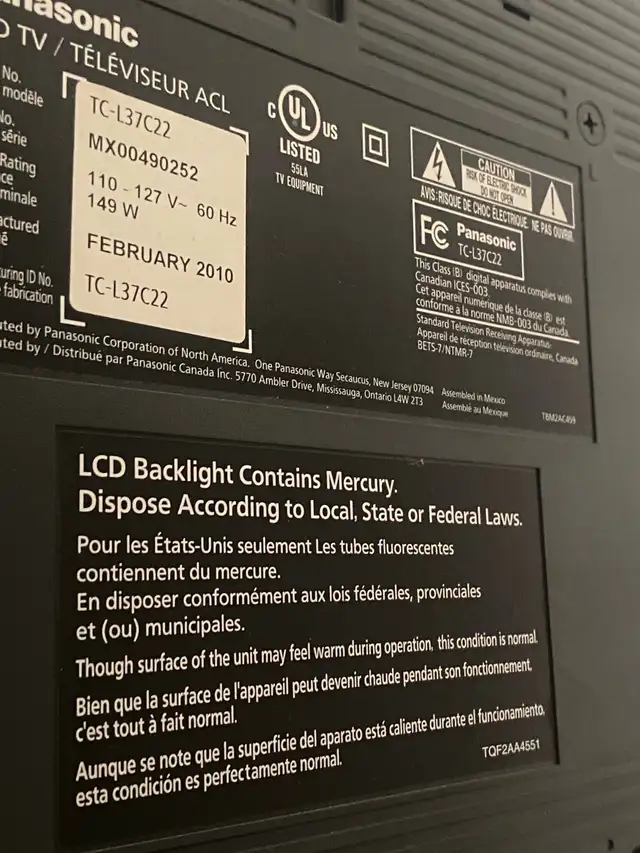 Panasonic
TV / TÉLÉVISEUR ACL
No.
modèle
TC-L37C22
No.
série
MX00490252
Rating
110 - 127 V~ 60 Hz
149 W
FEBRUARY 2010
uring ID No.
fabrication
TC-L37C22
C UL US
LISTED
55LA
TV EQUIPMENT
CAUTION
RISK OF ELECTRIC SHOCK
DO NOT OPEN
AVIS: RISQUE DE CHOC ÉLECTRIQUE. NE PAS OUVRIR.
FC Panasonic
TC-L37C22
This Class (B) digital apparatus complies with
Canadian ICES-003.
Cet appareil numérique de la classe (B) est
conforme a la norme NMB-003 du Canada.
Standard Television Receiving Apparatus-
Appareil de réception télévision ordinaire, Canada
BETS-7/NTMR-7
uted by Panasonic Corporation of North America. One Panasonic Way Secaucus, New Jersey 07094
uted by / Distribué par Panasonic Canada Inc. 5770 Ambler Drive, Mississauga, Ontario L4W 2T3
Assembled in Mexico
Assemblé au Mexique
TBM2AC459
LCD Backlight Contains Mercury.
Dispose According to Local, State or Federal Laws.
Pour les États-Unis seulement Les tubes fluorescentes
contiennent du mercure.
En disposer conformément aux lois fédérales, provinciales
et (ou) municipales.
Though surface of the unit may feel warm during operation, this condition is normal.
Bien que la surface de l'appareil peut devenir chaude pendant son fonctionnement,
c'est tout à fait normal.
Aunque se note que la superficie del aparato está caliente durante el funcionamiento,
esta condición es perfectamente normal.
TQF2AA4551